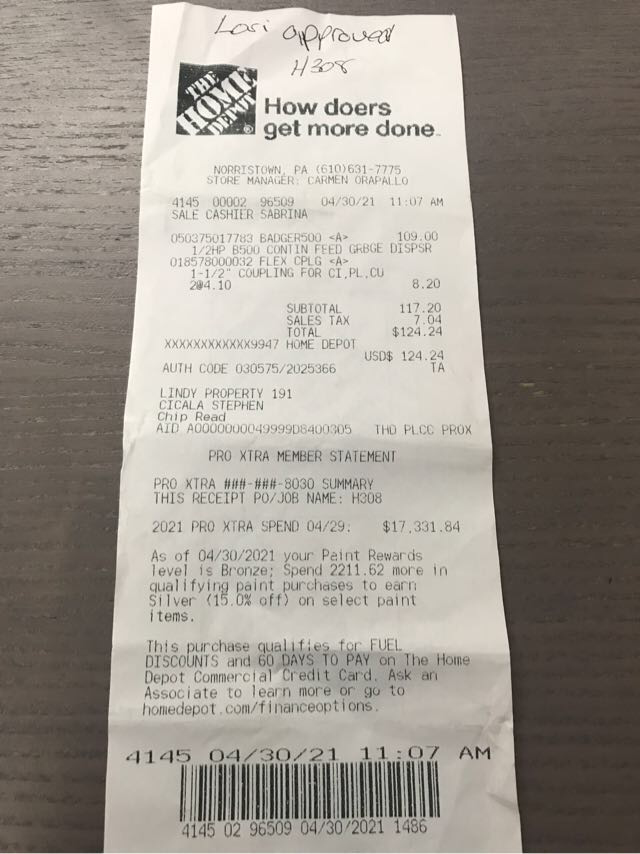 Lori approved
H308
THE
HOME
DEPOT
How doers
get more done.
NORRISTOWN, PA (610)631-7775
STORE MANAGER: CARMEN ORAPALLO
4145 00002 96509 04/30/21 11:07 AM
SALE CASHIER SABRINA
050375017783 BADGER500 <A> 109.00
1/2HP B500 CONTIN FEED GRBGE DISPSR
018578000032 FLEX CPLG <A>
1-1/2" COUPLING FOR CI,PL,CU
2@4.10 8.20
SUBTOTAL 117.20
SALES TAX 7.04
TOTAL $124.24
XXXXXXXXXXXX9947 HOME DEPOT
USD$ 124.24
AUTH CODE 030575/2025366 TA
LINDY PROPERTY 191
CICALA STEPHEN
Chip Read
AID A0000000049999D8400305 THD PLCC PROX
PRO XTRA MEMBER STATEMENT
PRO XTRA ###-###-8030 SUMMARY
THIS RECEIPT PO/JOB NAME: H308
2021 PRO XTRA SPEND 04/29: $17,331.84
As of 04/30/2021 your Paint Rewards
level is Bronze; Spend 2211.62 more in
qualifying paint purchases to earn
Silver (15.0% off) on select paint
items.
This purchase qualifies for FUEL
DISCOUNTS and 60 DAYS TO PAY on The Home
Depot Commercial Credit Card. Ask an
Associate to learn more or go to
homedepot.com/financeoptions.
4145 04/30/21 11:07 AM
4145 02 96509 04/30/2021 1486